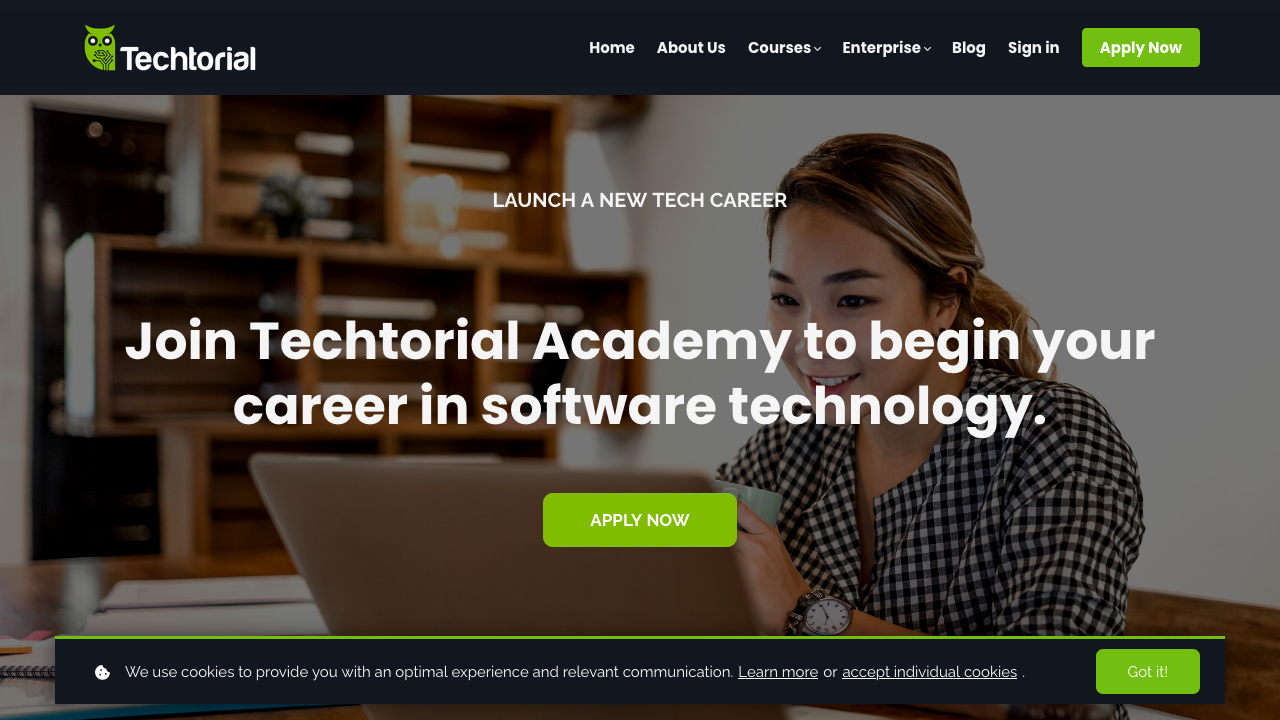 Techtorial
Home About Us Courses Enterprise Blog Sign in Apply Now
LAUNCH A NEW TECH CAREER
Join Techtorial Academy to begin your
career in software technology.
APPLY NOW
We use cookies to provide you with an optimal experience and relevant communication. Learn more or accept individual cookies . Got it!